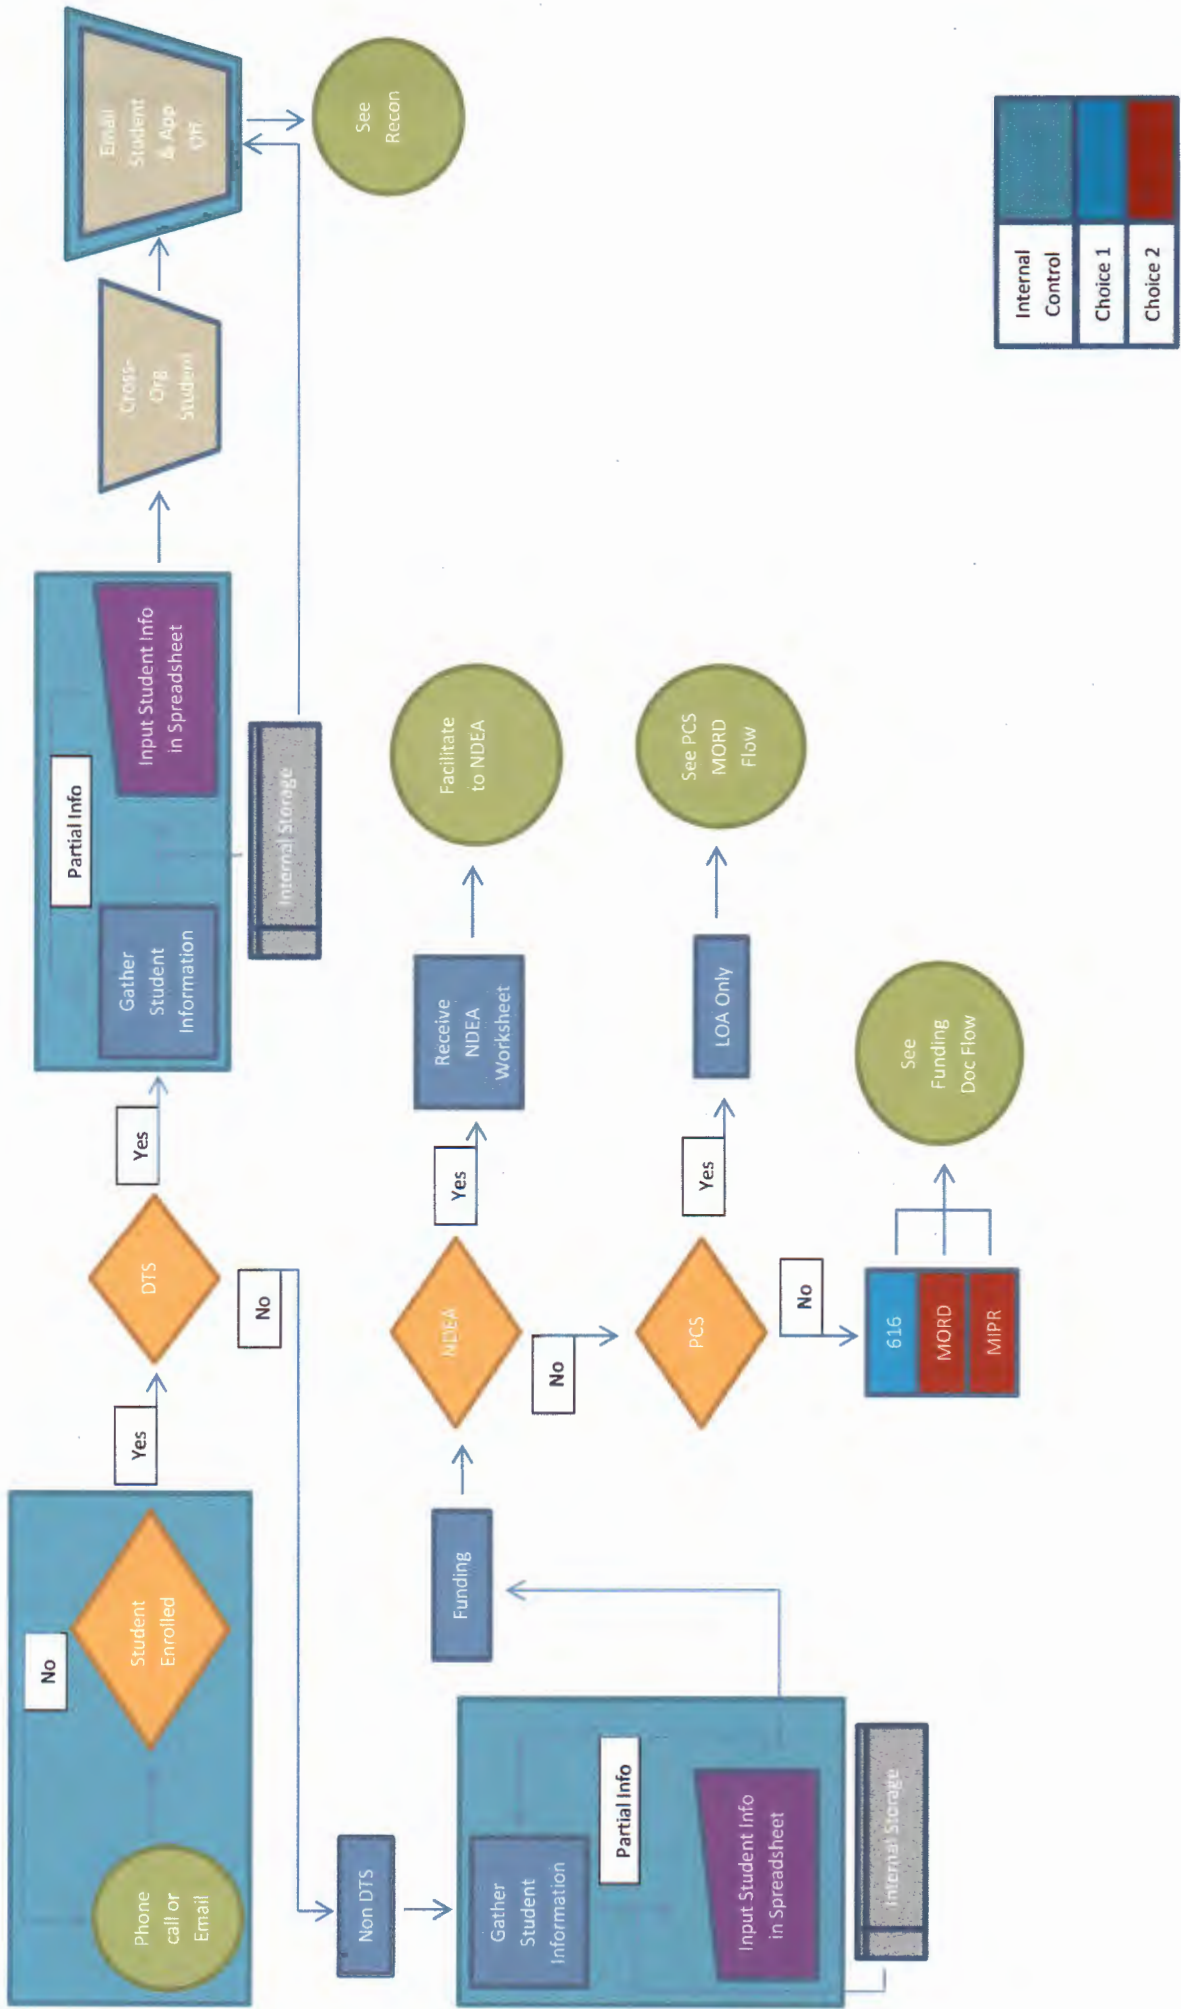 Phone
call or
Email
No
Student
Enrolled
Yes
DTS
Yes
Gather
Student
Information
Partial Info
Input Student Info
in Spreadsheet
Internal Storage
Cross-
Org
Student
Email
Student
& App
Off
See
Recon
No
Non DTS
Gather
Student
Information
Partial Info
Input Student Info
in Spreadsheet
Internal Storage
Funding
NDEA
Yes
Receive
NDEA
Worksheet
Facilitate
to NDEA
No
PCS
Yes
LOA Only
See PCS
MORD
Flow
No
616
MORD
MIPR
See
Funding
Doc Flow
Internal
Control
Choice 1
Choice 2